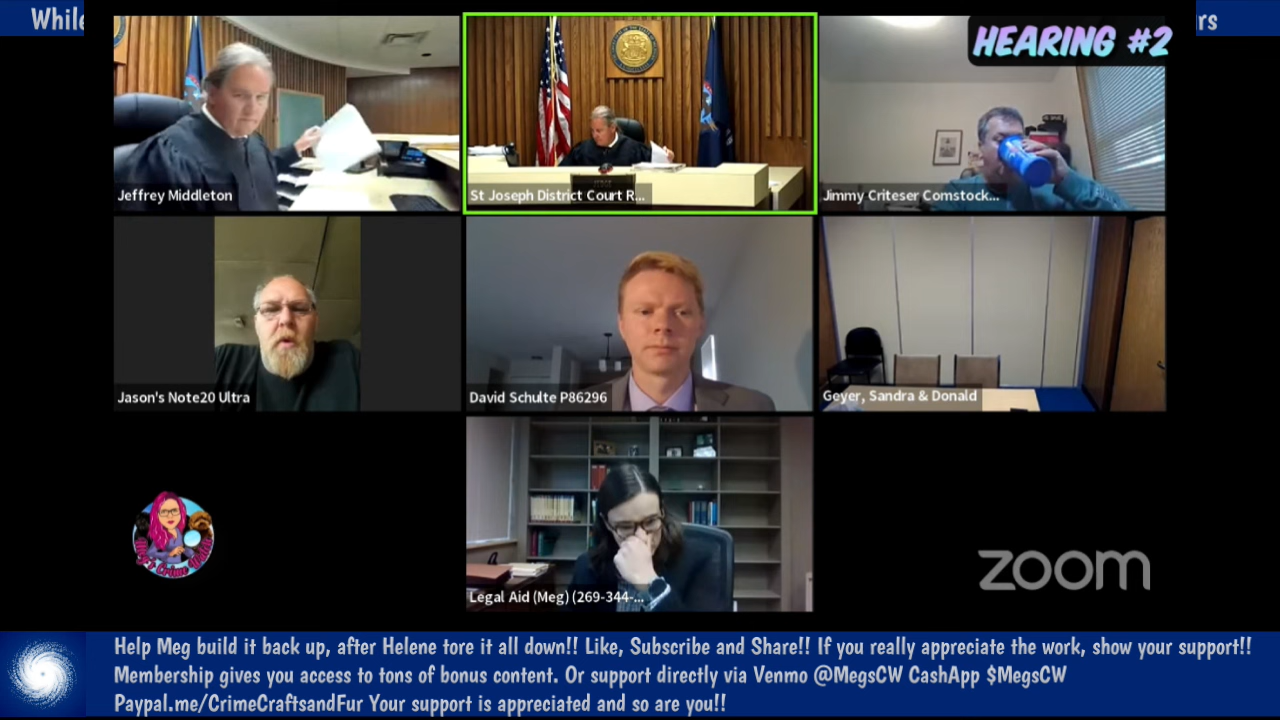 While
rs
HEARING #2
Jeffrey Middleton
St Joseph District Court R...
Jimmy Criteser Comstock...
Jason's Note20 Ultra
David Schulte P86296
Geyer, Sandra & Donald
Legal Aid (Meg) (269-344-...
zoom
Help Meg build it back up, after Helene tore it all down!! Like, Subscribe and Share!! If you really appreciate the work, show your support!!
Membership gives you access to tons of bonus content. Or support directly via Venmo @MegsCW CashApp $MegsCW
Paypal.me/CrimeCraftsandFur Your support is appreciated and so are you!!